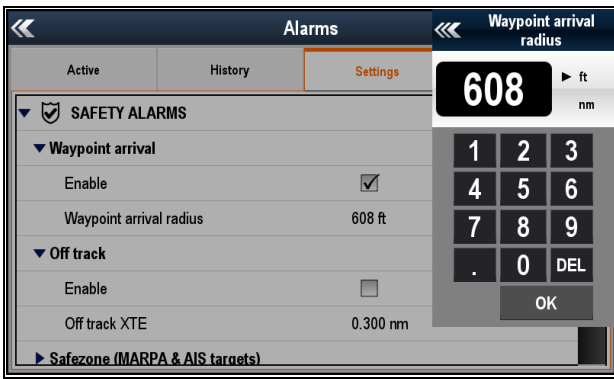 Alarms
Active History Settings
SAFETY ALARMS
Waypoint arrival
Enable
Waypoint arrival radius 608 ft
Off track
Enable
Off track XTE 0.300 nm
Safezone (MARPA & AIS targets)
Waypoint arrival
radius
608 ft
nm
1 2 3
4 5 6
7 8 9
. 0 DEL
OK